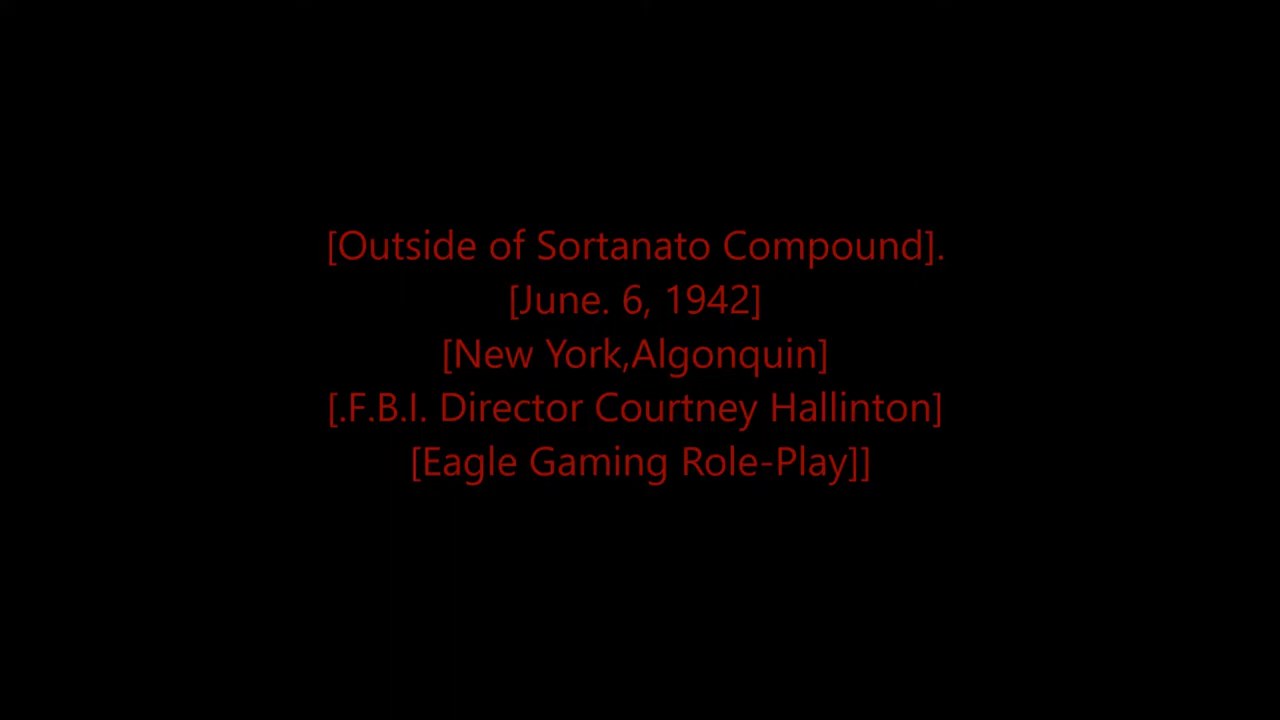 [Outside of Sortanato Compound].
[June. 6, 1942]
[New York,Algonquin]
[.F.B.I. Director Courtney Hallinton]
[Eagle Gaming Role-Play]]